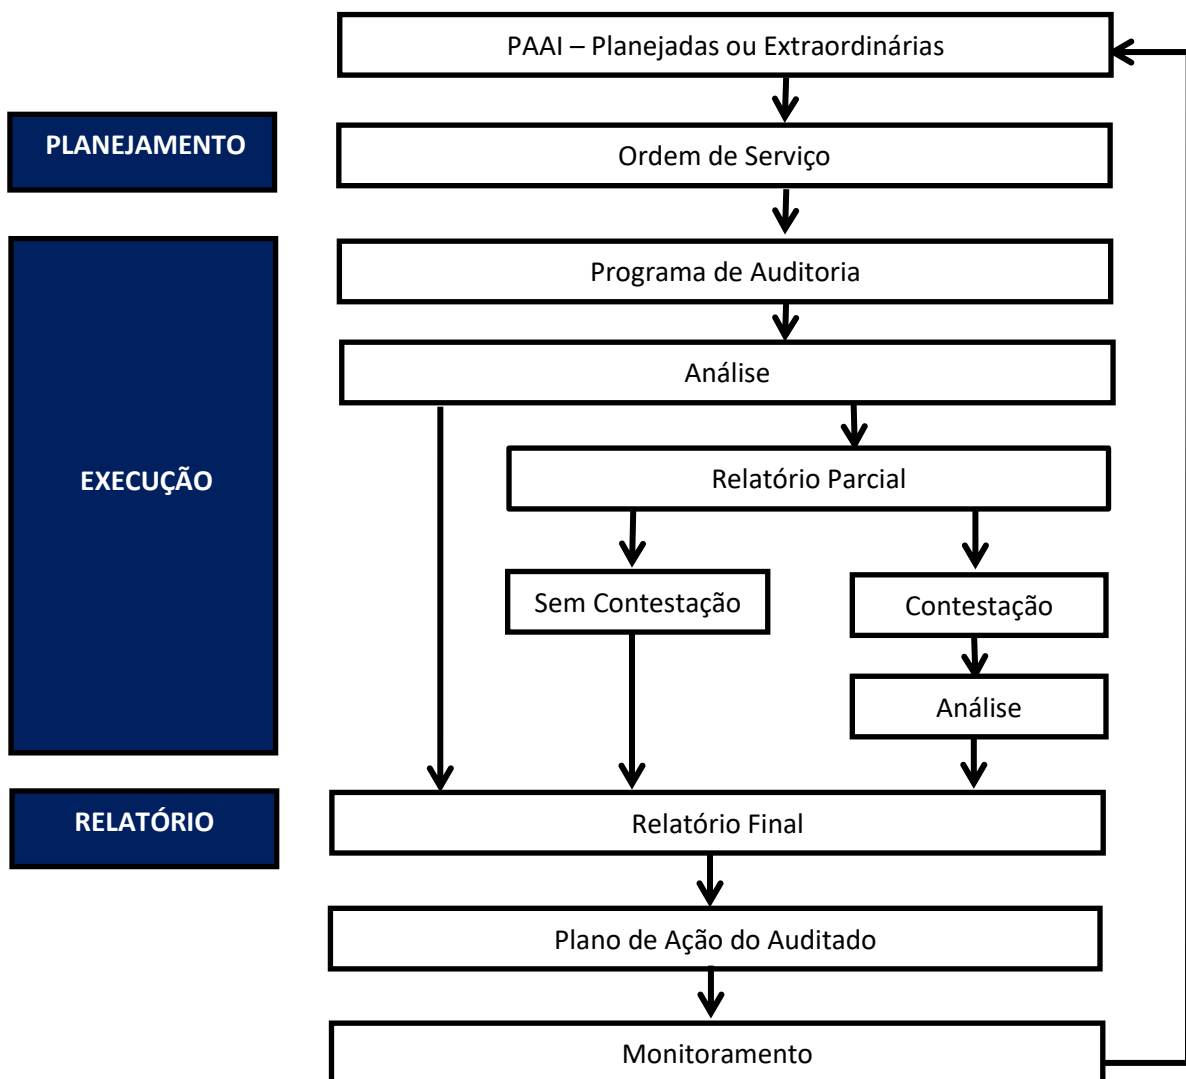 PAAI – Planejadas ou Extraordinárias
PLANEJAMENTO
Ordem de Serviço
Programa de Auditoria
Análise
EXECUÇÃO
Relatório Parcial
Sem Contestação
Contestação
Análise
RELATÓRIO
Relatório Final
Plano de Ação do Auditado
Monitoramento